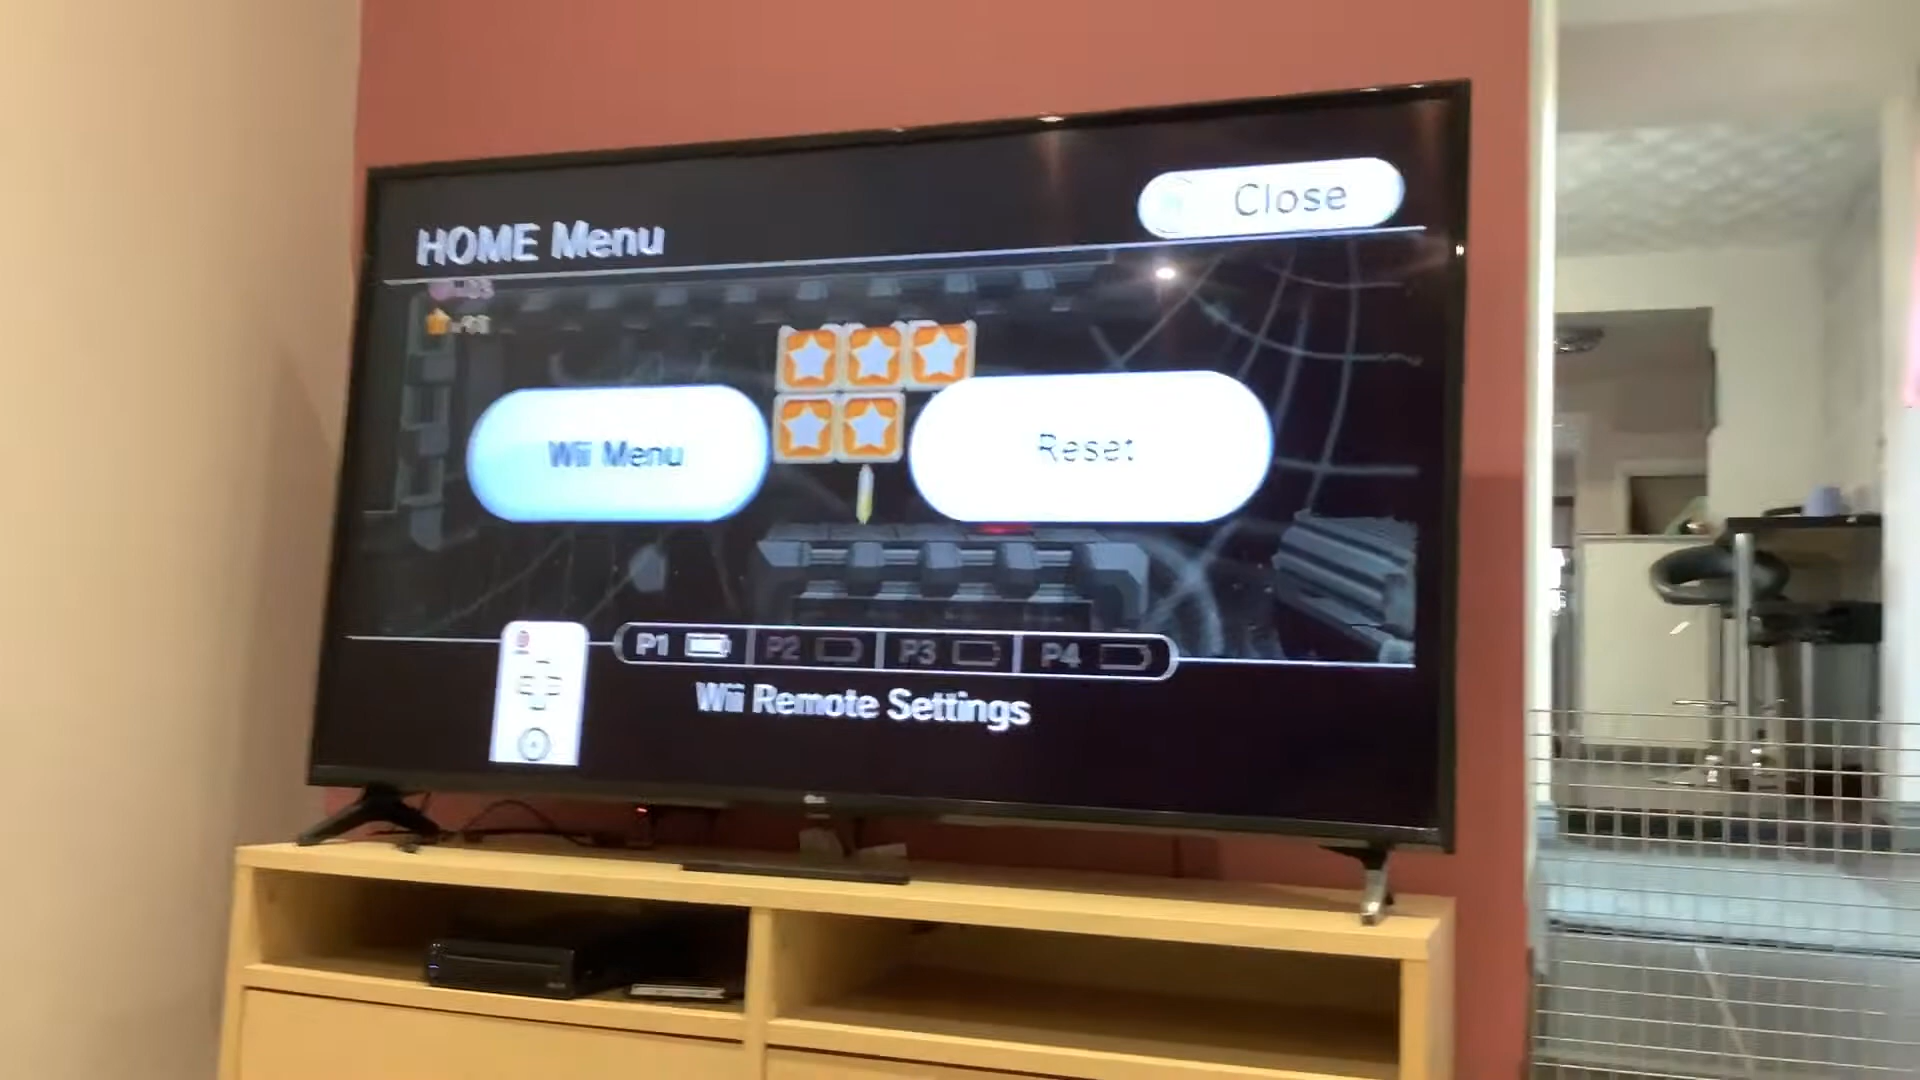 Close
HOME Menu
Wii Menu
Reset
P1
P2
P3
P4
Wii Remote Settings